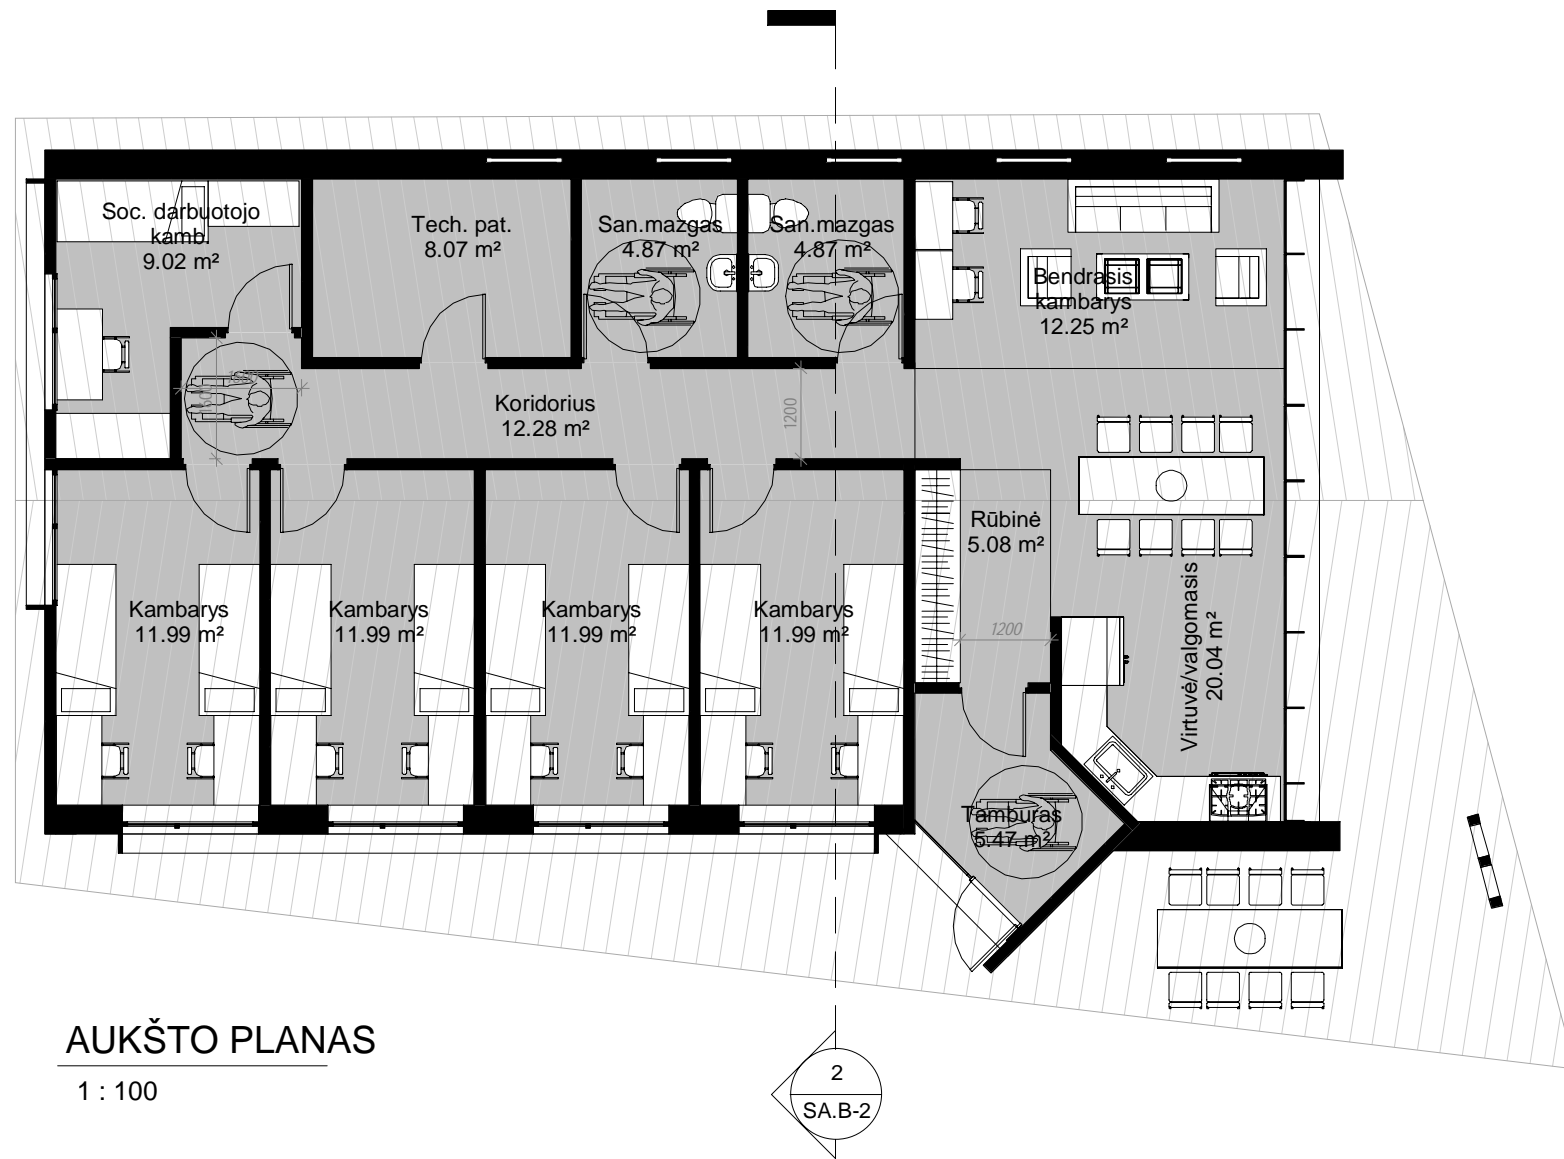 Soc. darbuotojo
kamb.
9.02 m²
Tech. pat.
8.07 m²
San.mazgas
4.87 m²
San.mazgas
4.87 m²
Bendrasis
kambarys
12.25 m²
Koridorius
12.28 m²
1200
Rūbinė
5.08 m²
1200
Kambarys
11.99 m²
Kambarys
11.99 m²
Kambarys
11.99 m²
Kambarys
11.99 m²
Virtuvė/valgomasis
20.04 m²
Tamburas
5.47 m²
AUKŠTO PLANAS
1 : 100
2
SA.B-2